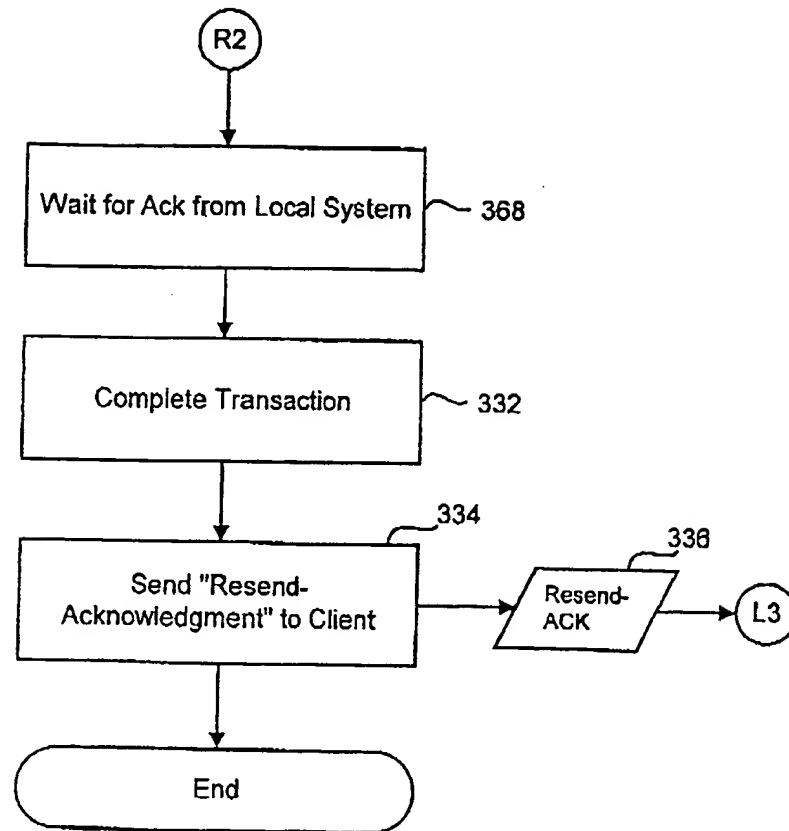 R2
Wait for Ack from Local System
368
Complete Transaction
332
334
Send "Resend-
Acknowledgment" to Client
336
Resend-
ACK
L3
End